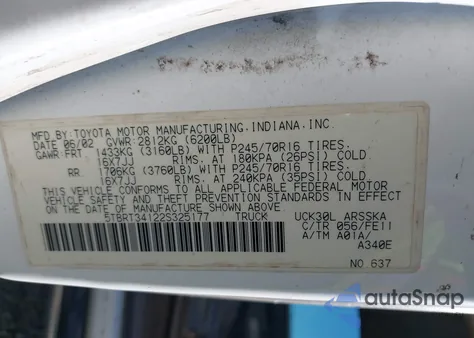 MFD.BY:TOYOTA MOTOR MANUFACTURING,INDIANA,INC.
DATE 06/02 GVWR:2812KG (6200LB)
GAWR FRT: 1433KG (3160LB) WITH P245/70R16 TIRES.
16X7JJ RIMS. AT 180KPA (26PSI) COLD
RR 1706KG (3760LB) WITH P245/70R16 TIRES.
16X7JJ RIMS. AT 240KPA (35PSI) COLD
THIS VEHICLE CONFORMS TO ALL APPLICABLE FEDERAL MOTOR
VEHICLE SAFETY AND THEFT PREVENTION STANDARDS IN EFFECT
ON THE DATE OF MANUFACTURE SHOWN ABOVE.
5TBRT34122S325177 TRUCK
UCK30L ARSSKA
C/TR 056/FE11
A/TM A01A/
A340E
NO.637
autaSnap